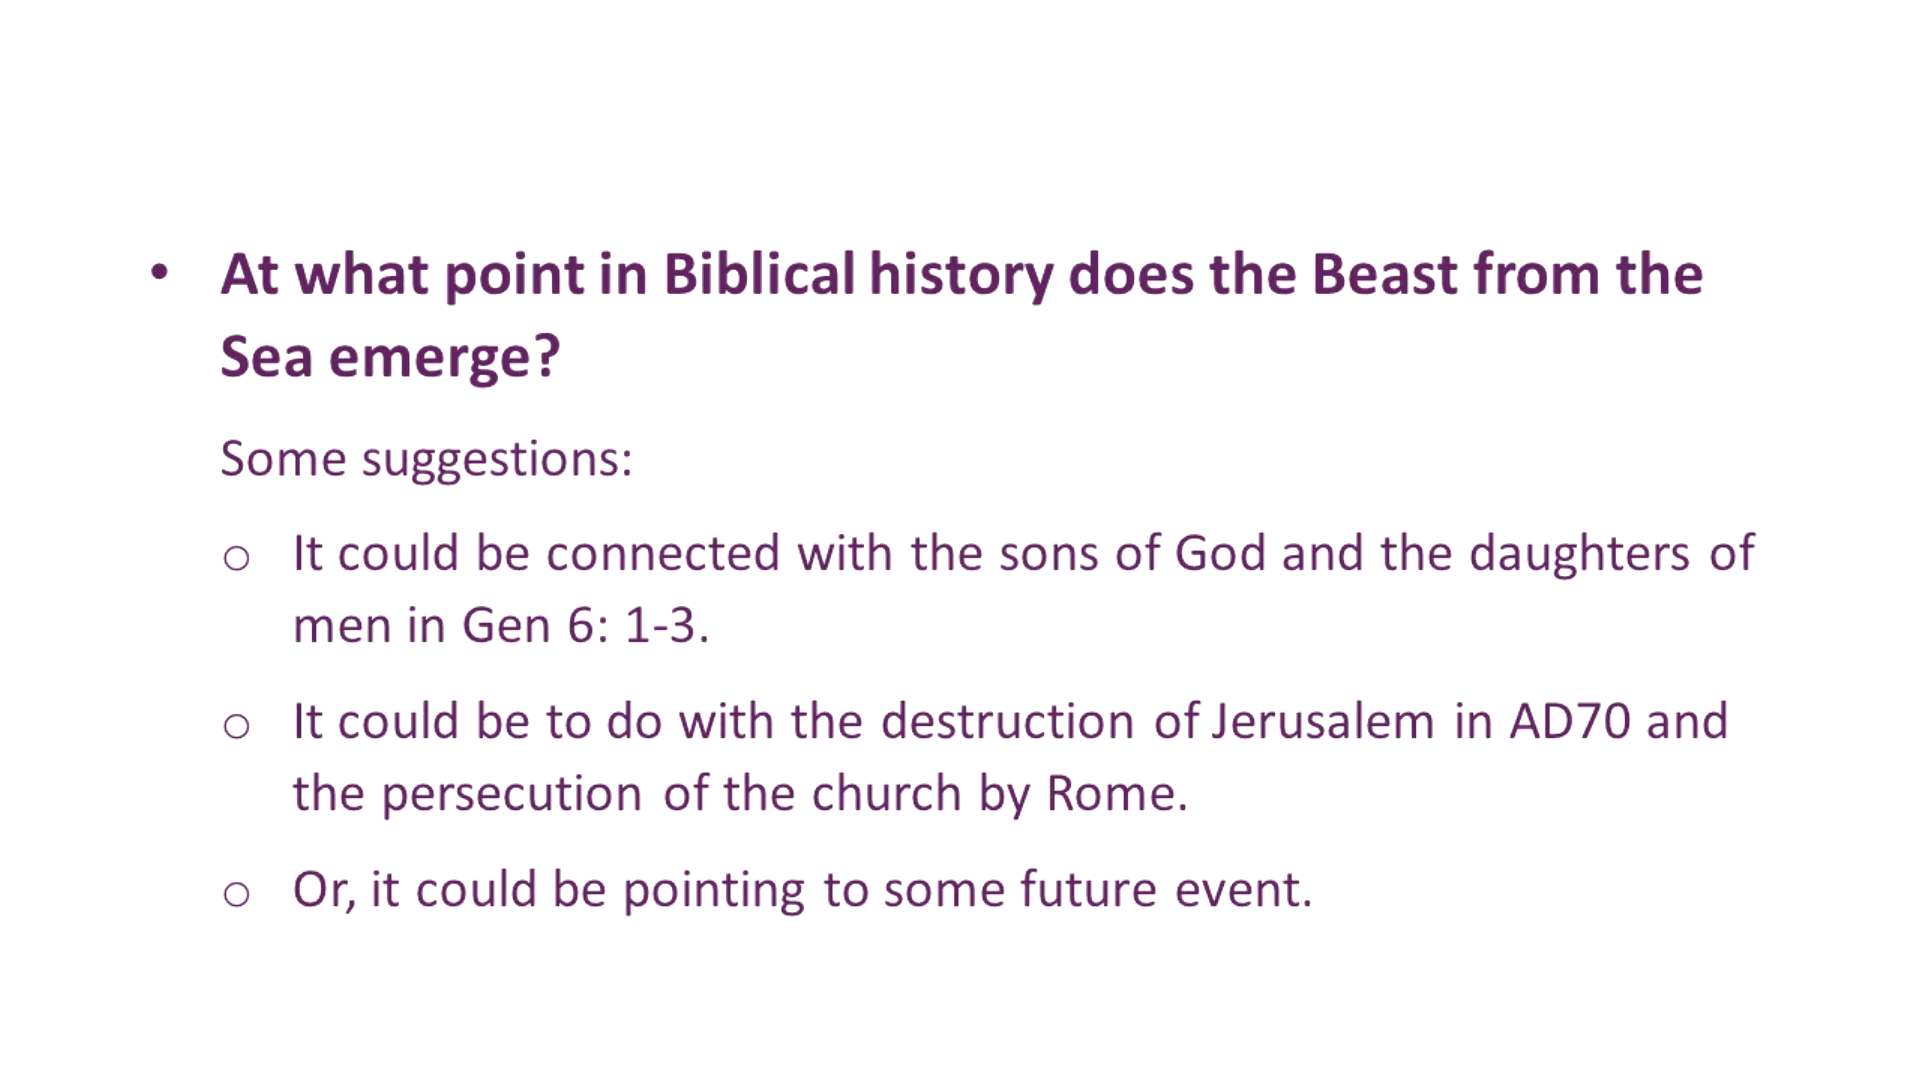 • At what point in Biblical history does the Beast from the
Sea emerge?
Some suggestions:
o It could be connected with the sons of God and the daughters of
men in Gen 6: 1-3.
o It could be to do with the destruction of Jerusalem in AD70 and
the persecution of the church by Rome.
o Or, it could be pointing to some future event.